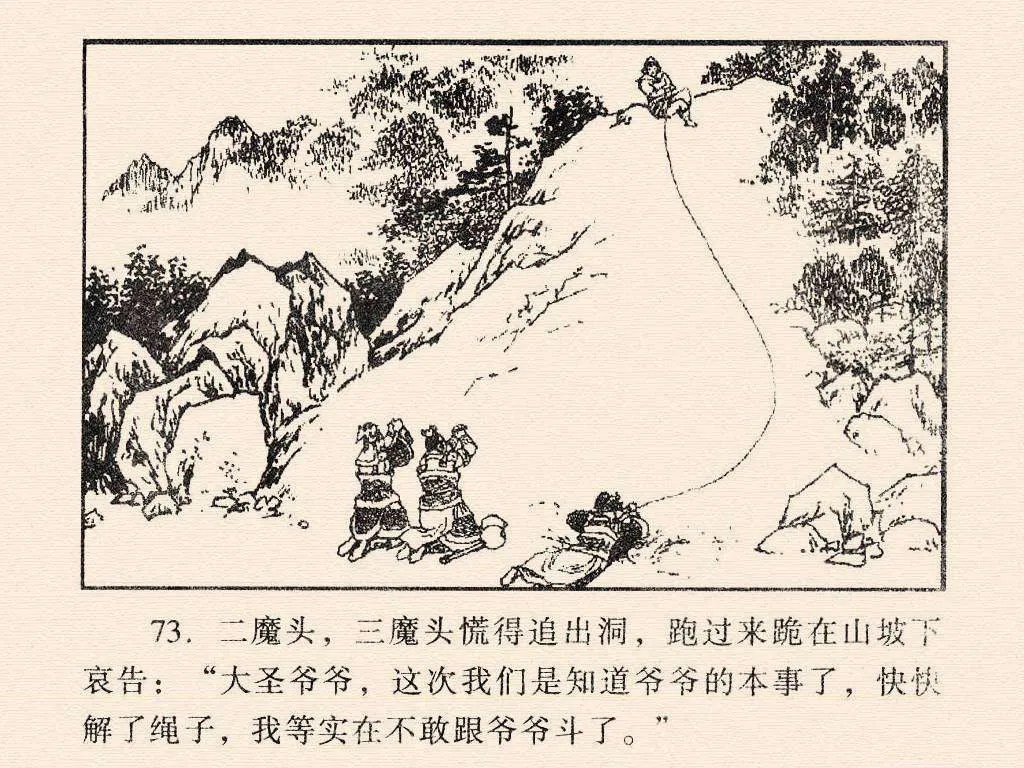 73. 二魔头，三魔头慌得追出洞，跑过来跪在山坡下
哀告：“大圣爷爷，这次我们是知道爷爷的本事了，快快
解了绳子，我等实在不敢跟爷爷斗了。”